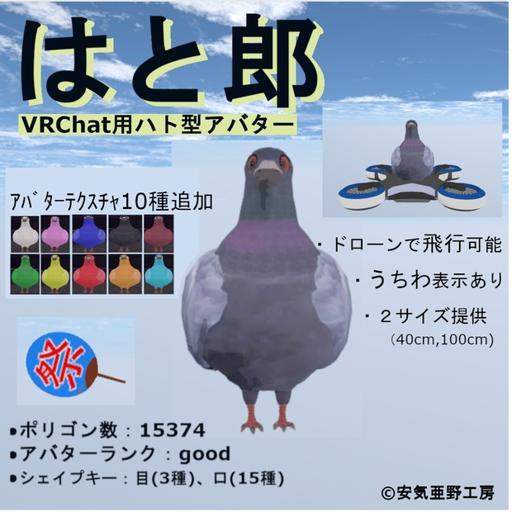 はと郎
VRChat用ハト型アバター
ｱﾊﾞﾀｰﾃｸｽﾁｬ10種追加
・ドローンで飛行可能
・うちわ表示あり
・２サイズ提供
（40cm,100cm)
祭
●ポリゴン数：15374
●アバターランク：good
●シェイプキー：目(3種)、口(15種)
©安気亜野工房